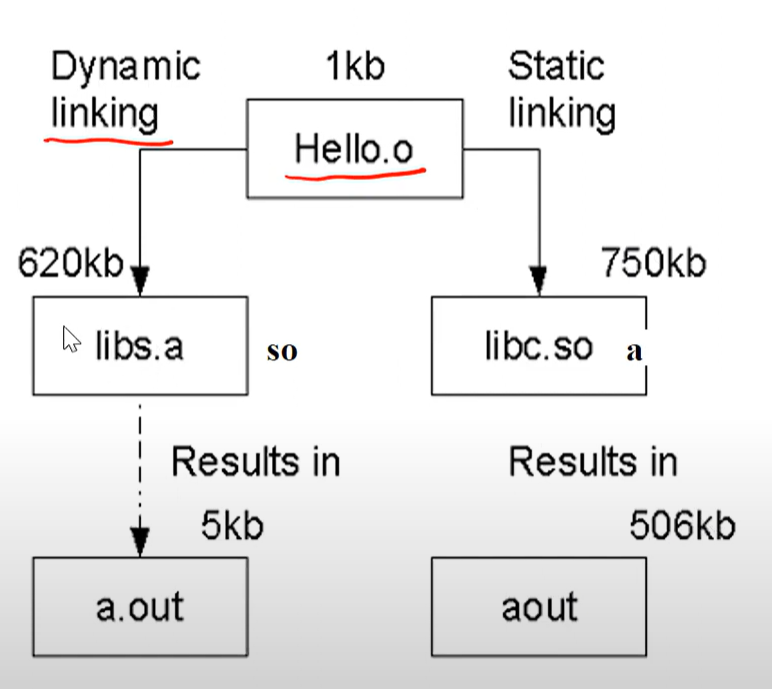 Dynamic
linking
1kb
Static
linking
Hello.o
620kb
750kb
libs.a
so
libc.so
a
Results in
Results in
5kb
506kb
a.out
aout